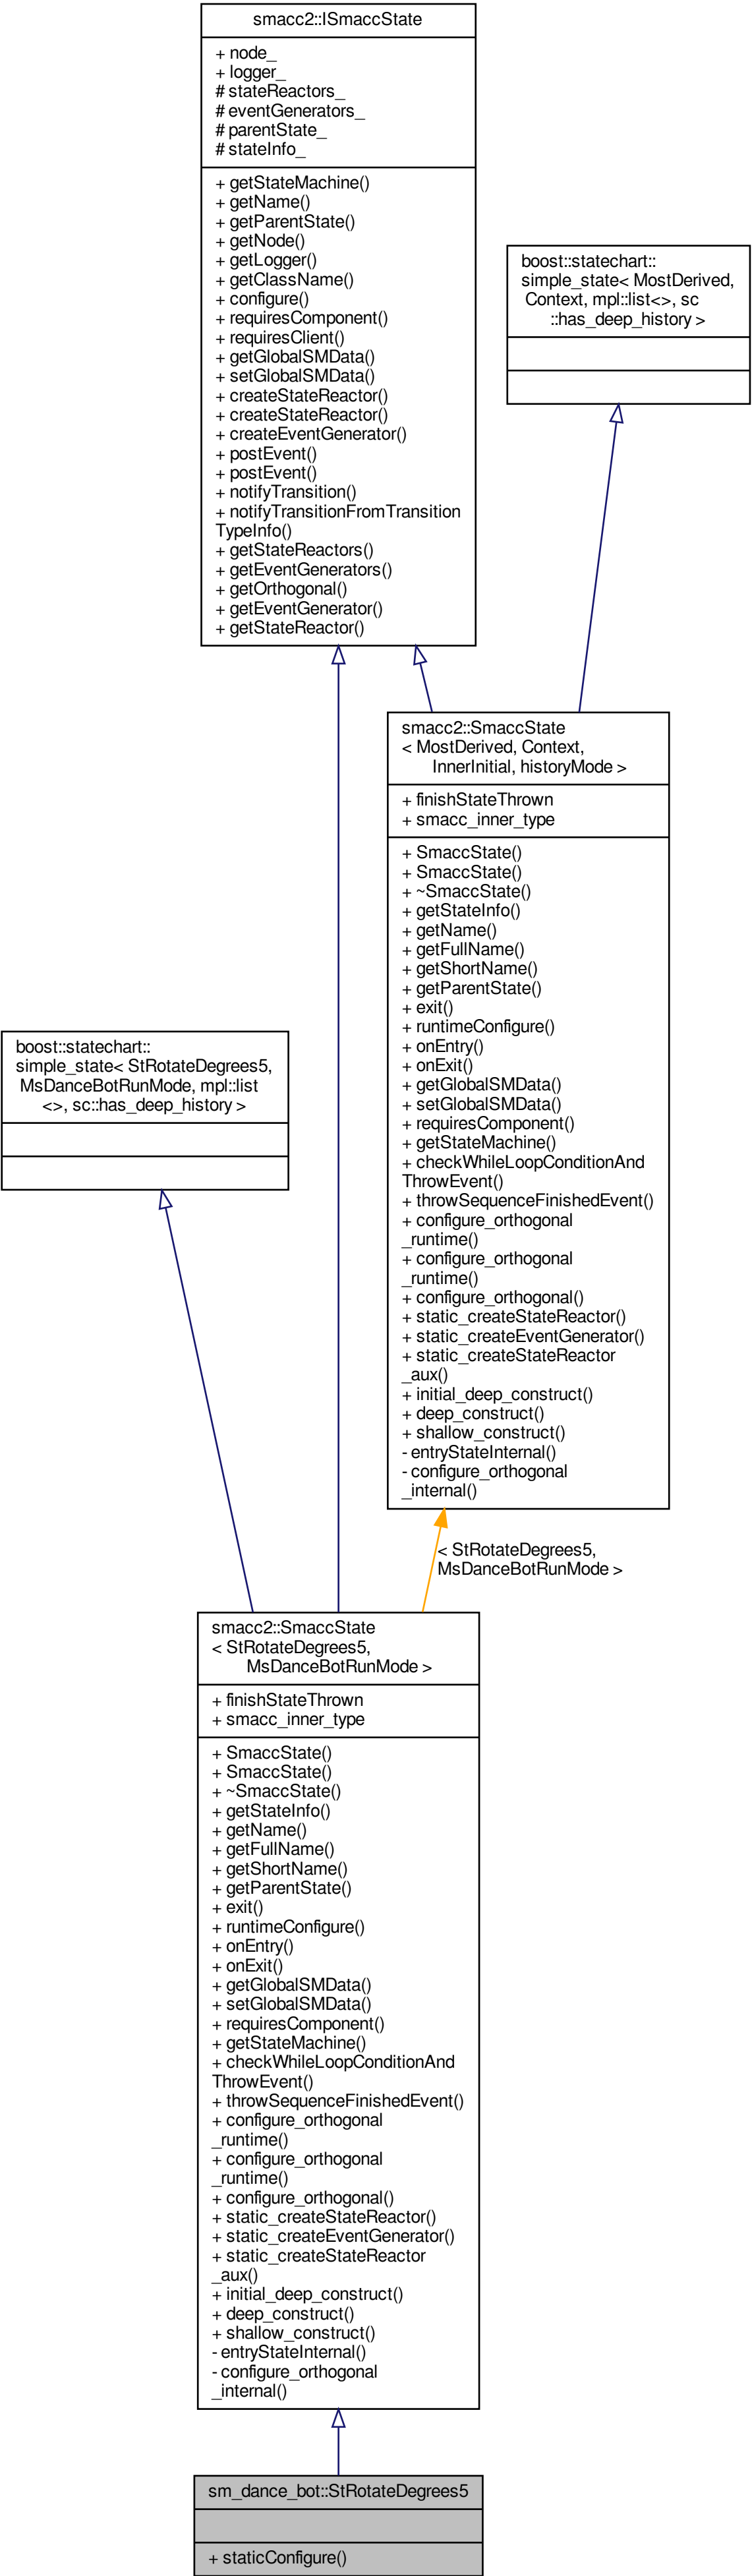 smacc2::ISmaccState
+ node_
+ logger_
# stateReactors_
# eventGenerators_
# parentState_
# stateInfo_
+ getStateMachine()
+ getName()
+ getParentState()
+ getNode()
+ getLogger()
+ getClassName()
+ configure()
+ requiresComponent()
+ requiresClient()
+ getGlobalSMData()
+ setGlobalSMData()
+ createStateReactor()
+ createStateReactor()
+ createEventGenerator()
+ postEvent()
+ postEvent()
+ notifyTransition()
+ notifyTransitionFromTransition
TypeInfo()
+ getStateReactors()
+ getEventGenerators()
+ getOrthogonal()
+ getEventGenerator()
+ getStateReactor()
boost::statechart::
simple_state< MostDerived,
Context, mpl::list<>, sc
::has_deep_history >
smacc2::SmaccState
< MostDerived, Context,
InnerInitial, historyMode >
+ finishStateThrown
+ smacc_inner_type
+ SmaccState()
+ SmaccState()
+ ~SmaccState()
+ getStateInfo()
+ getName()
+ getFullName()
+ getShortName()
+ getParentState()
+ exit()
+ runtimeConfigure()
+ onEntry()
+ onExit()
+ getGlobalSMData()
+ setGlobalSMData()
+ requiresComponent()
+ getStateMachine()
+ checkWhileLoopConditionAnd
ThrowEvent()
+ throwSequenceFinishedEvent()
+ configure_orthogonal
_runtime()
+ configure_orthogonal
_runtime()
+ configure_orthogonal()
+ static_createStateReactor()
+ static_createEventGenerator()
+ static_createStateReactor
_aux()
+ initial_deep_construct()
+ deep_construct()
+ shallow_construct()
- entryStateInternal()
- configure_orthogonal
_internal()
boost::statechart::
simple_state< StRotateDegrees5,
MsDanceBotRunMode, mpl::list
<>, sc::has_deep_history >
< StRotateDegrees5,
MsDanceBotRunMode >
smacc2::SmaccState
< StRotateDegrees5,
MsDanceBotRunMode >
+ finishStateThrown
+ smacc_inner_type
+ SmaccState()
+ SmaccState()
+ ~SmaccState()
+ getStateInfo()
+ getName()
+ getFullName()
+ getShortName()
+ getParentState()
+ exit()
+ runtimeConfigure()
+ onEntry()
+ onExit()
+ getGlobalSMData()
+ setGlobalSMData()
+ requiresComponent()
+ getStateMachine()
+ checkWhileLoopConditionAnd
ThrowEvent()
+ throwSequenceFinishedEvent()
+ configure_orthogonal
_runtime()
+ configure_orthogonal
_runtime()
+ configure_orthogonal()
+ static_createStateReactor()
+ static_createEventGenerator()
+ static_createStateReactor
_aux()
+ initial_deep_construct()
+ deep_construct()
+ shallow_construct()
- entryStateInternal()
- configure_orthogonal
_internal()
sm_dance_bot::StRotateDegrees5
+ staticConfigure()